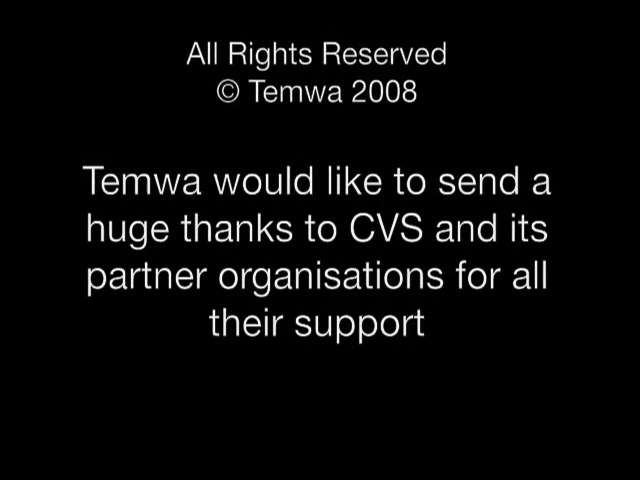 All Rights Reserved
© Temwa 2008
Temwa would like to send a
huge thanks to CVS and its
partner organisations for all
their support